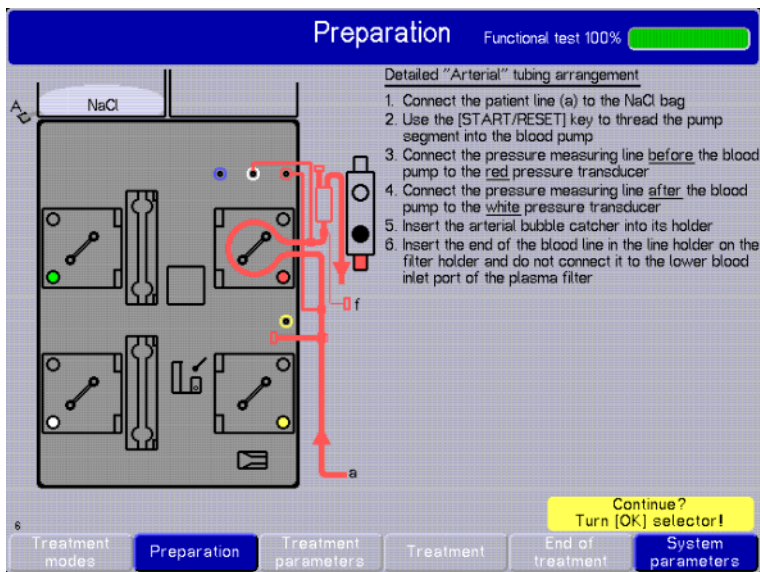 Preparation
Functional test 100%
Detailed "Arterial" tubing arrangement
A
NaCl
1. Connect the patient line (a) to the NaCl bag
2. Use the [START/RESET] key to thread the pump
segment into the blood pump
3. Connect the pressure measuring line before the blood
pump to the red pressure transducer
4. Connect the pressure measuring line after the blood
pump to the white pressure transducer
5. Insert the arterial bubble catcher into its holder
6. Insert the end of the blood line in the line holder on the
filter holder and do not connect it to the lower blood
inlet port of the plasma filter
f
a
Continue?
Turn [OK] selector!
6
Treatment
modes
Preparation
Treatment
parameters
Treatment
End of
treatment
System
parameters